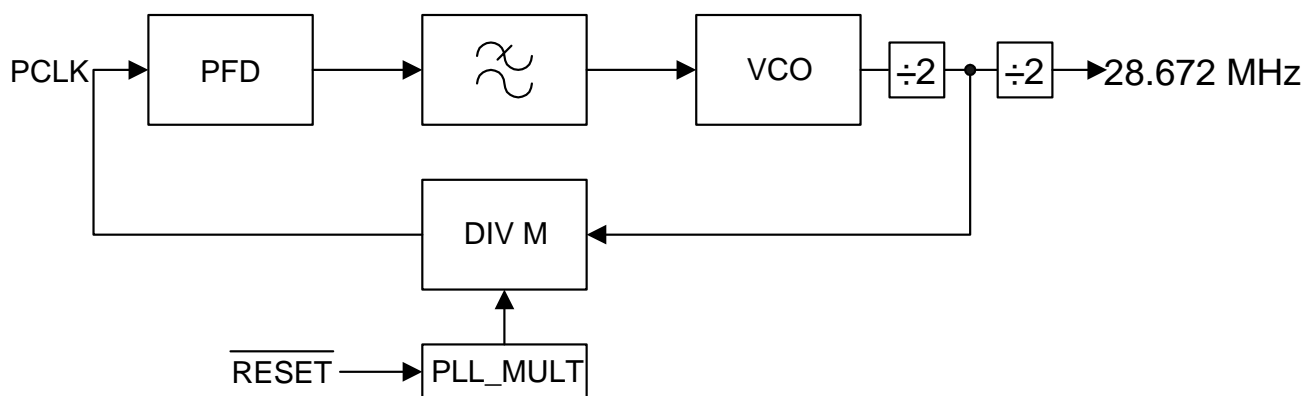 PCLK
PFD
VCO
÷2
÷2
28.672 MHz
DIV M
RESET
PLL_MULT